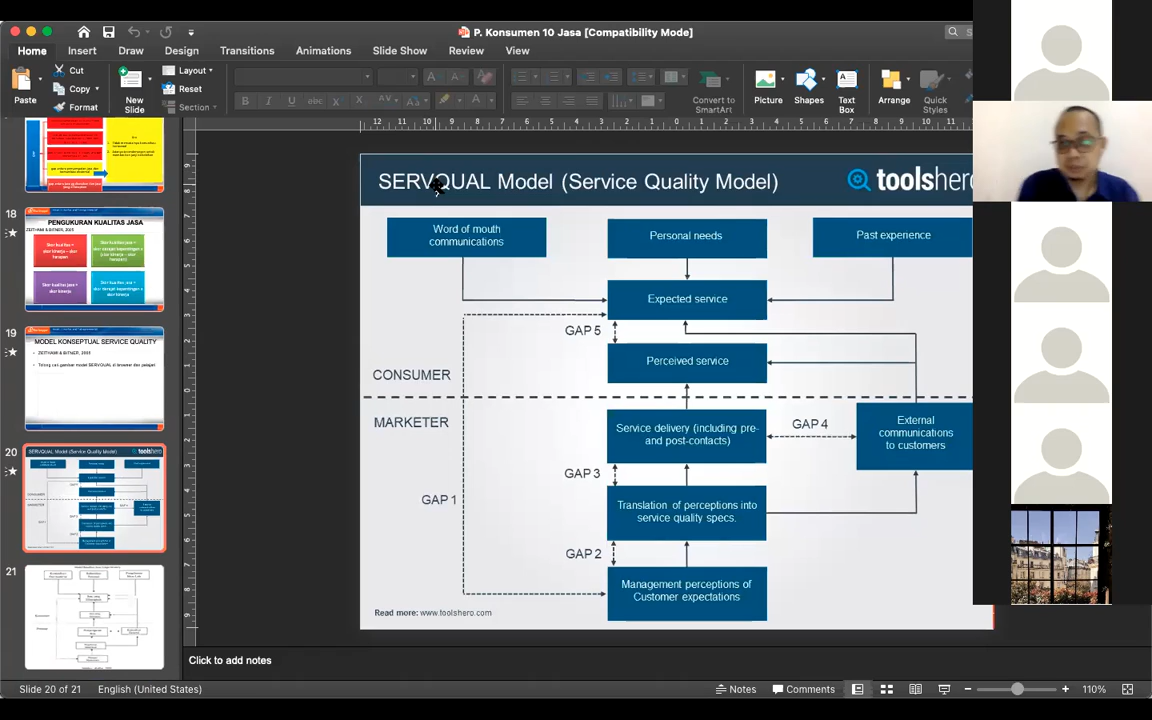 P. Konsumen 10 Jasa [Compatibility Mode]
Home Insert Draw Design Transitions Animations Slide Show Review View
Paste
Cut
Copy
Format
New
Slide
Layout
Reset
Section
Convert to
SmartArt
Picture
Shapes
Text
Box
Arrange
Quick
Styles
18
PENGUKURAN KUALITAS JASA
ZEITHAML & BITNER, 2005
19
MODEL KONSEPTUAL SERVICE QUALITY
ZEITHAML & BITNER, 2005
20
21
SERVQUAL Model (Service Quality Model)
toolshero
Word of mouth
communications
Personal needs
Past experience
Expected service
GAP 5
Perceived service
CONSUMER
MARKETER
Service delivery (including pre-
and post-contacts)
GAP 4
External
communications
to customers
GAP 3
GAP 1
Translation of perceptions into
service quality specs.
GAP 2
Management perceptions of
Customer expectations
Read more: www.toolshero.com
Click to add notes
Slide 20 of 21
English (United States)
Notes
Comments
110%